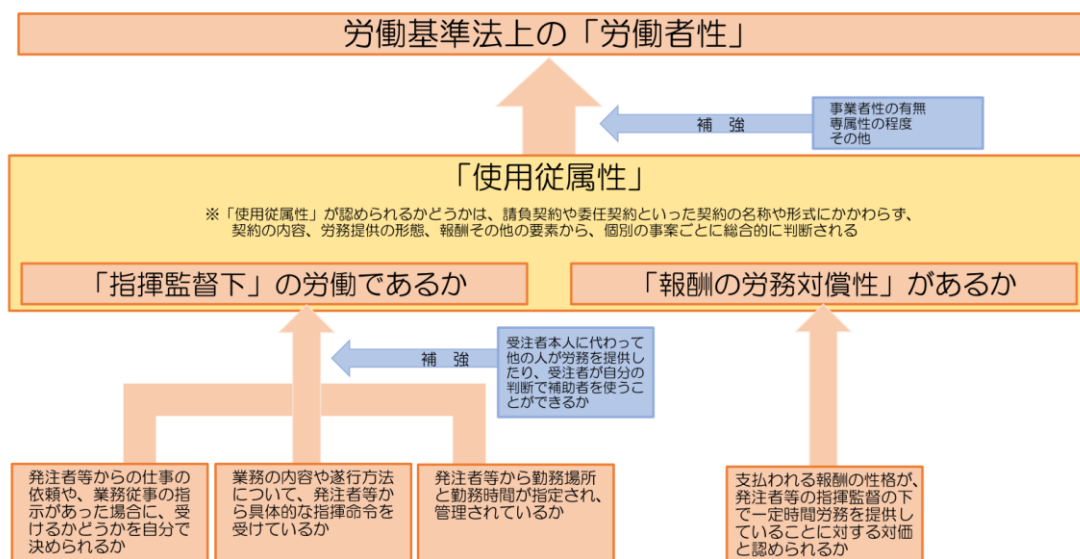 労働基準法上の「労働者性」
補　強
事業者性の有無
専属性の程度
その他
「使用従属性」
※「使用従属性」が認められるかどうかは、請負契約や委任契約といった契約の名称や形式にかかわらず、
契約の内容、労務提供の形態、報酬その他の要素から、個別の事案ごとに総合的に判断される
「指揮監督下」の労働であるか
「報酬の労務対償性」があるか
補　強
受注者本人に代わって
他の人が労務を提供し
たり、受注者が自分の
判断で補助者を使うこ
とができるか
発注者等からの仕事の
依頼や、業務従事の指
示があった場合に、受
けるかどうかを自分で
決められるか
業務の内容や遂行方法
について、発注者等か
ら具体的な指揮命令を
受けているか
発注者等から勤務場所
と勤務時間が指定され、
管理されているか
支払われる報酬の性格が、
発注者等の指揮監督の下
で一定時間労務を提供し
ていることに対する対価
と認められるか